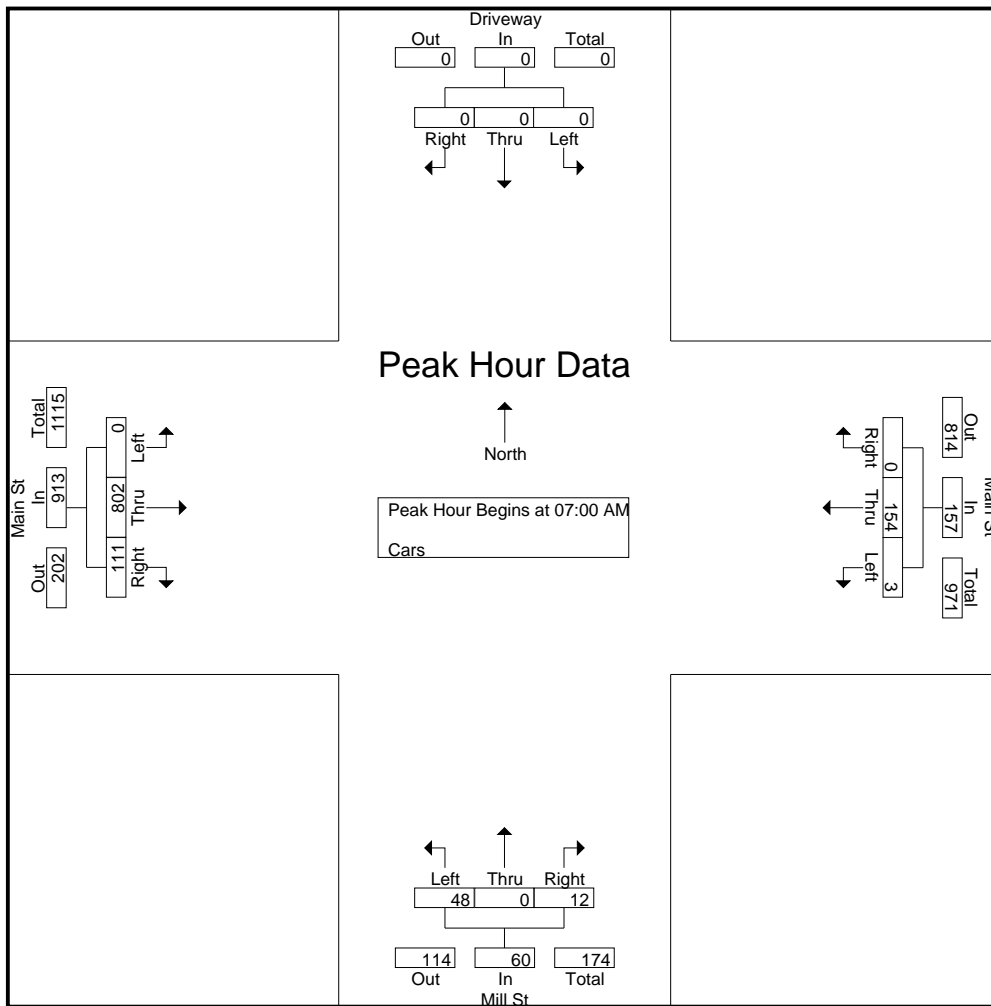 Driveway
Out In Total
0 0 0
0 0 0
Right Thru Left
Peak Hour Data
North
Peak Hour Begins at 07:00 AM
Cars
Main St
Total In Out
1115 913 202
0 802 111
Left Thru Right
Main St
Out In Total
814 157 971
0 154 3
Right Thru Left
Left Thru Right
48 0 12
114 60 174
Out In Total
Mill St